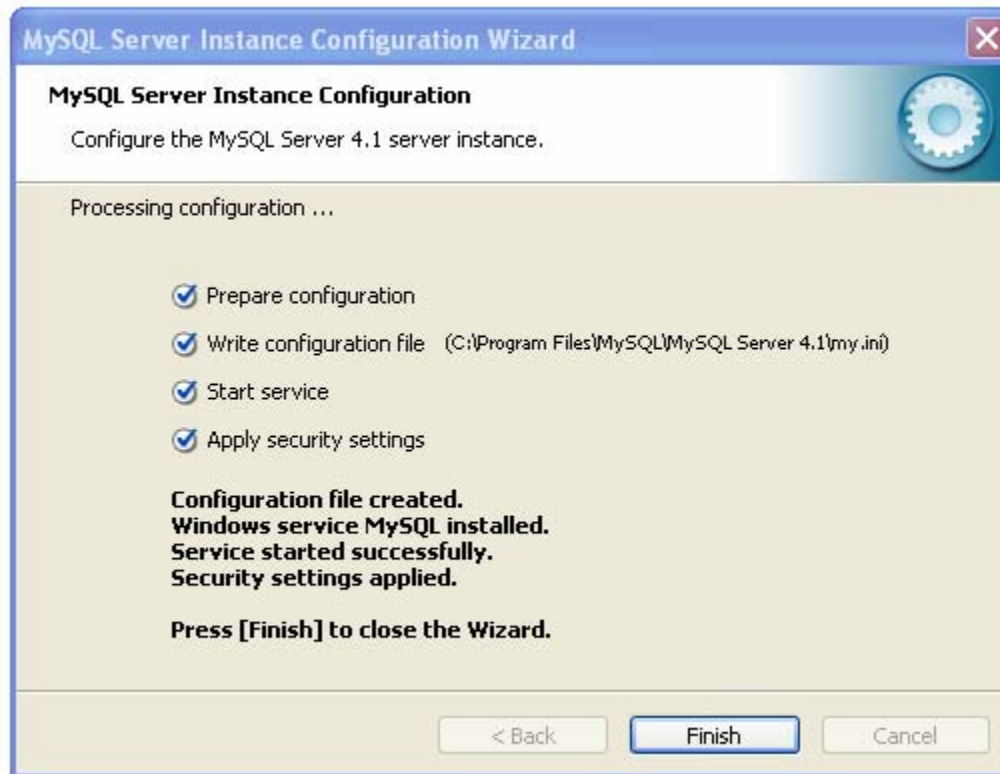 MySQL Server Instance Configuration Wizard
MySQL Server Instance Configuration
Configure the MySQL Server 4.1 server instance.
Processing configuration ...
Prepare configuration
Write configuration file (C:\Program Files\MySQL\MySQL Server 4.1\my.ini)
Start service
Apply security settings
Configuration file created.
Windows service MySQL installed.
Service started successfully.
Security settings applied.
Press [Finish] to close the Wizard.
< Back Finish Cancel